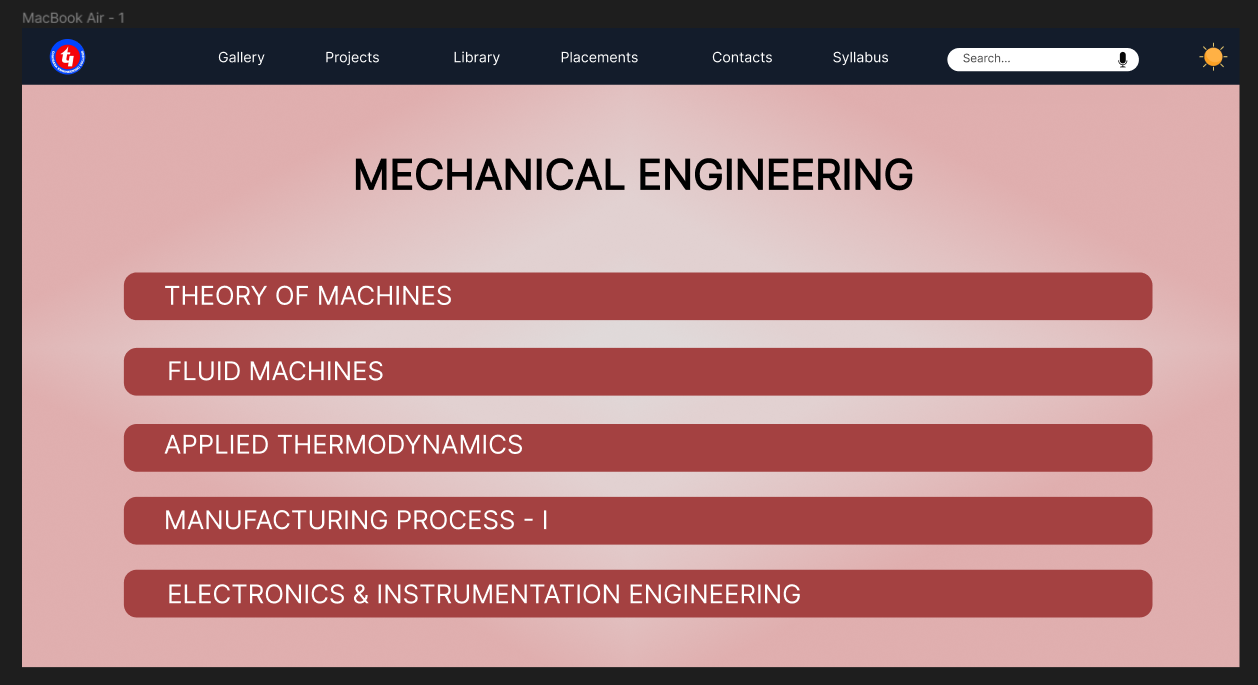 MacBook Air - 1
Gallery Projects Library Placements Contacts Syllabus Search...
MECHANICAL ENGINEERING
THEORY OF MACHINES
FLUID MACHINES
APPLIED THERMODYNAMICS
MANUFACTURING PROCESS - I
ELECTRONICS & INSTRUMENTATION ENGINEERING